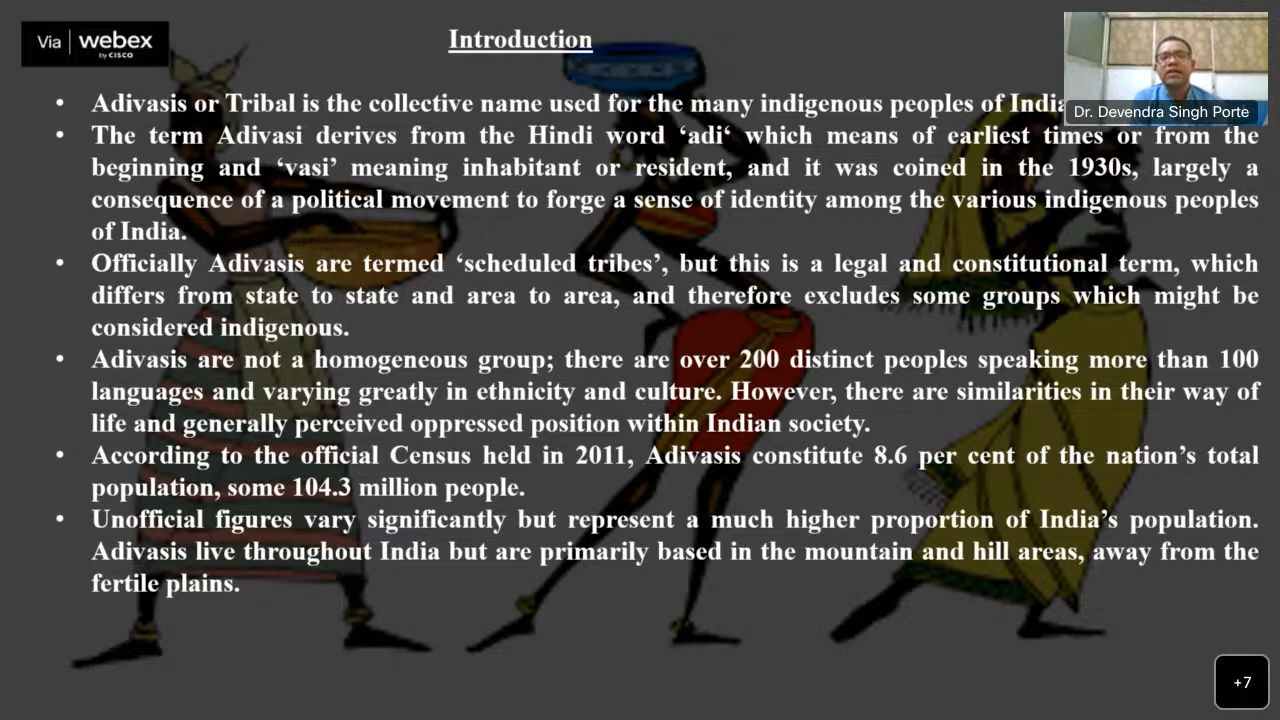 Via webex
by CISCO
Introduction
Dr. Devendra Singh Porte
• Adivasis or Tribal is the collective name used for the many indigenous peoples of India
• The term Adivasi derives from the Hindi word ‘adi‘ which means of earliest times or from the
beginning and ‘vasi’ meaning inhabitant or resident, and it was coined in the 1930s, largely a
consequence of a political movement to forge a sense of identity among the various indigenous peoples
of India.
• Officially Adivasis are termed ‘scheduled tribes’, but this is a legal and constitutional term, which
differs from state to state and area to area, and therefore excludes some groups which might be
considered indigenous.
• Adivasis are not a homogeneous group; there are over 200 distinct peoples speaking more than 100
languages and varying greatly in ethnicity and culture. However, there are similarities in their way of
life and generally perceived oppressed position within Indian society.
• According to the official Census held in 2011, Adivasis constitute 8.6 per cent of the nation’s total
population, some 104.3 million people.
• Unofficial figures vary significantly but represent a much higher proportion of India’s population.
Adivasis live throughout India but are primarily based in the mountain and hill areas, away from the
fertile plains.
+7